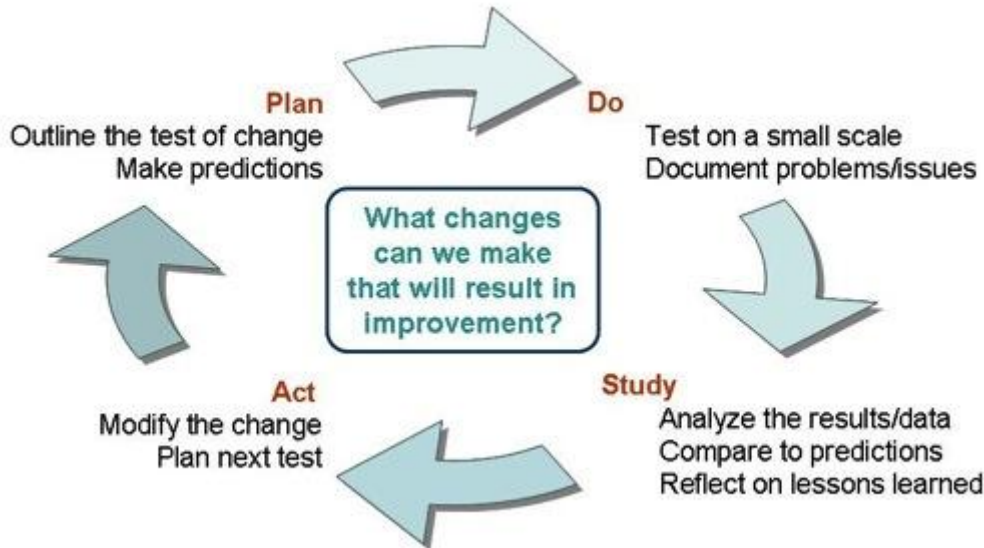 Plan
Outline the test of change
Make predictions
Do
Test on a small scale
Document problems/issues
What changes
can we make
that will result in
improvement?
Study
Analyze the results/data
Compare to predictions
Reflect on lessons learned
Act
Modify the change
Plan next test